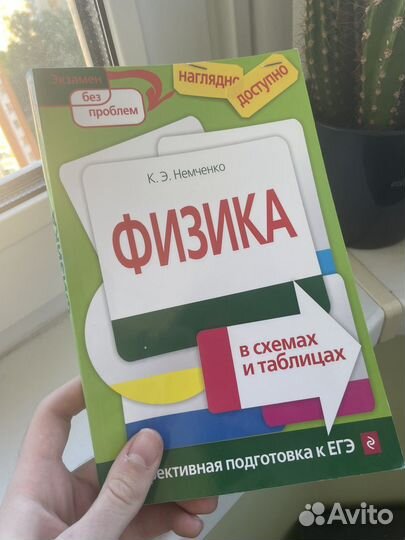 Экзамен
без
проблем
наглядно
доступно
К. Э. Немченко
ФИЗИКА
в схемах
и таблицах
ективная подготовка к ЕГЭ
Avito